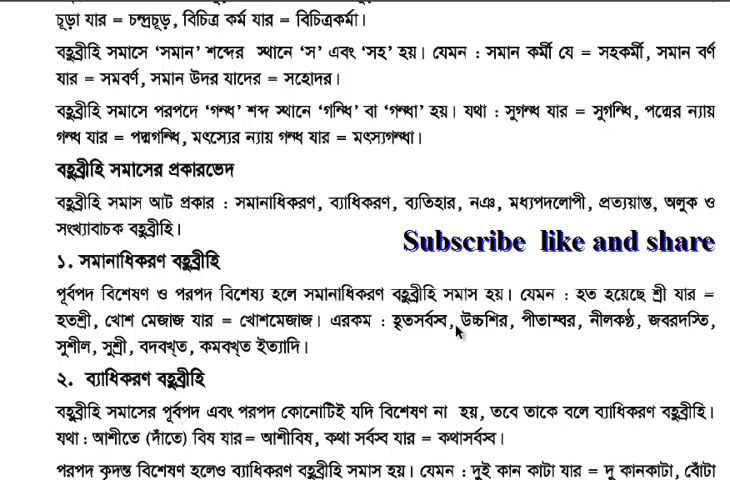 চূড়া যার = চন্দ্রচূড়, বিচিত্র কর্ম যার = বিচিত্রকর্মা।
বহুব্রীহি সমাসে ‘সমান’ শব্দের স্থানে ‘স’ এবং ‘সহ’ হয়। যেমন : সমান কর্মী যে = সহকর্মী, সমান বর্ণ
যার = সমবর্ণ, সমান উদর যাদের = সহোদর।
বহুব্রীহি সমাসে পরপদে ‘গন্ধ’ শব্দ স্থানে ‘গন্ধি’ বা ‘গন্ধা’ হয়। যথা : সুগন্ধ যার = সুগন্ধি, পদ্মের ন্যায়
গন্ধ যার = পদ্মগন্ধি, মৎস্যের ন্যায় গন্ধ যার = মৎস্যগন্ধা।
বহুব্রীহি সমাসের প্রকারভেদ
বহুব্রীহি সমাস আট প্রকার : সমানাধিকরণ, ব্যাধিকরণ, ব্যতিহার, নঞ, মধ্যপদলোপী, প্রত্যয়ান্ত, অলুক ও
সংখ্যাবাচক বহুব্রীহি।
Subscribe like and share
১. সমানাধিকরণ বহুব্রীহি
পূর্বপদ বিশেষণ ও পরপদ বিশেষ্য হলে সমানাধিকরণ বহুব্রীহি সমাস হয়। যেমন : হত হয়েছে শ্রী যার =
হতশ্রী, খোশ মেজাজ যার = খোশমেজাজ। এরকম : হৃতসর্বস্ব, উচ্চশির, পীতাম্বর, নীলকণ্ঠ, জবরদস্তি,
সুশীল, সুশ্রী, বদবখ্‌ত, কমবখ্‌ত ইত্যাদি।
২. ব্যাধিকরণ বহুব্রীহি
বহুব্রীহি সমাসের পূর্বপদ এবং পরপদ কোনোটিই যদি বিশেষণ না হয়, তবে তাকে বলে ব্যাধিকরণ বহুব্রীহি।
যথা : আশীতে (দাঁতে) বিষ যার= আশীবিষ, কথা সর্বস্ব যার = কথাসর্বস্ব।
পরপদ কৃদন্ত বিশেষণ হলেও ব্যাধিকরণ বহুব্রীহি সমাস হয়। যেমন : দুই কান কাটা যার = দু কানকাটা, বোঁটা